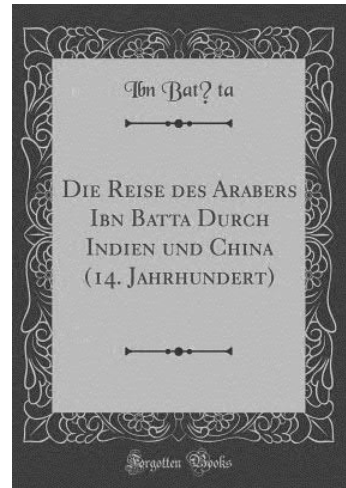 Ibn Bat? ta
Die Reise des Arabers
Ibn Batta Durch
Indien und China
(14. Jahrhundert)
Forgotten Books